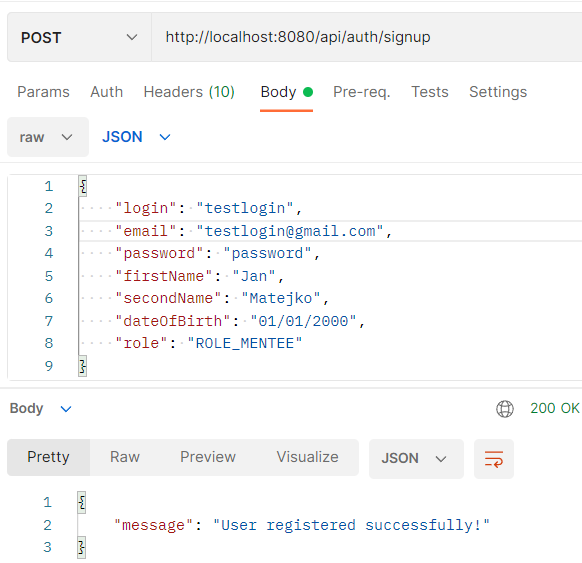 POST http://localhost:8080/api/auth/signup
Params Auth Headers (10) Body Pre-req. Tests Settings
raw JSON
1 {
2 "login": "testlogin",
3 "email": "testlogin@gmail.com",
4 "password": "password",
5 "firstName": "Jan",
6 "secondName": "Matejko",
7 "dateOfBirth": "01/01/2000",
8 "role": "ROLE_MENTEE"
9 }
Body 200 OK
Pretty Raw Preview Visualize JSON
1 {
2 "message": "User registered successfully!"
3 }